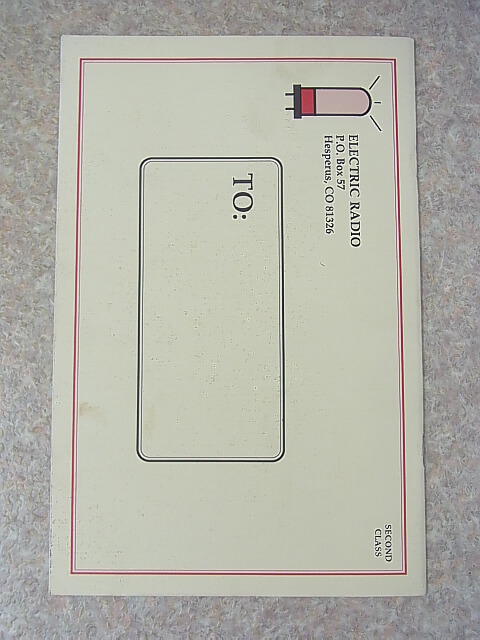 ELECTRIC RADIO
P.O. Box 57
Hesperus, CO 81326
TO:
SECOND
CLASS